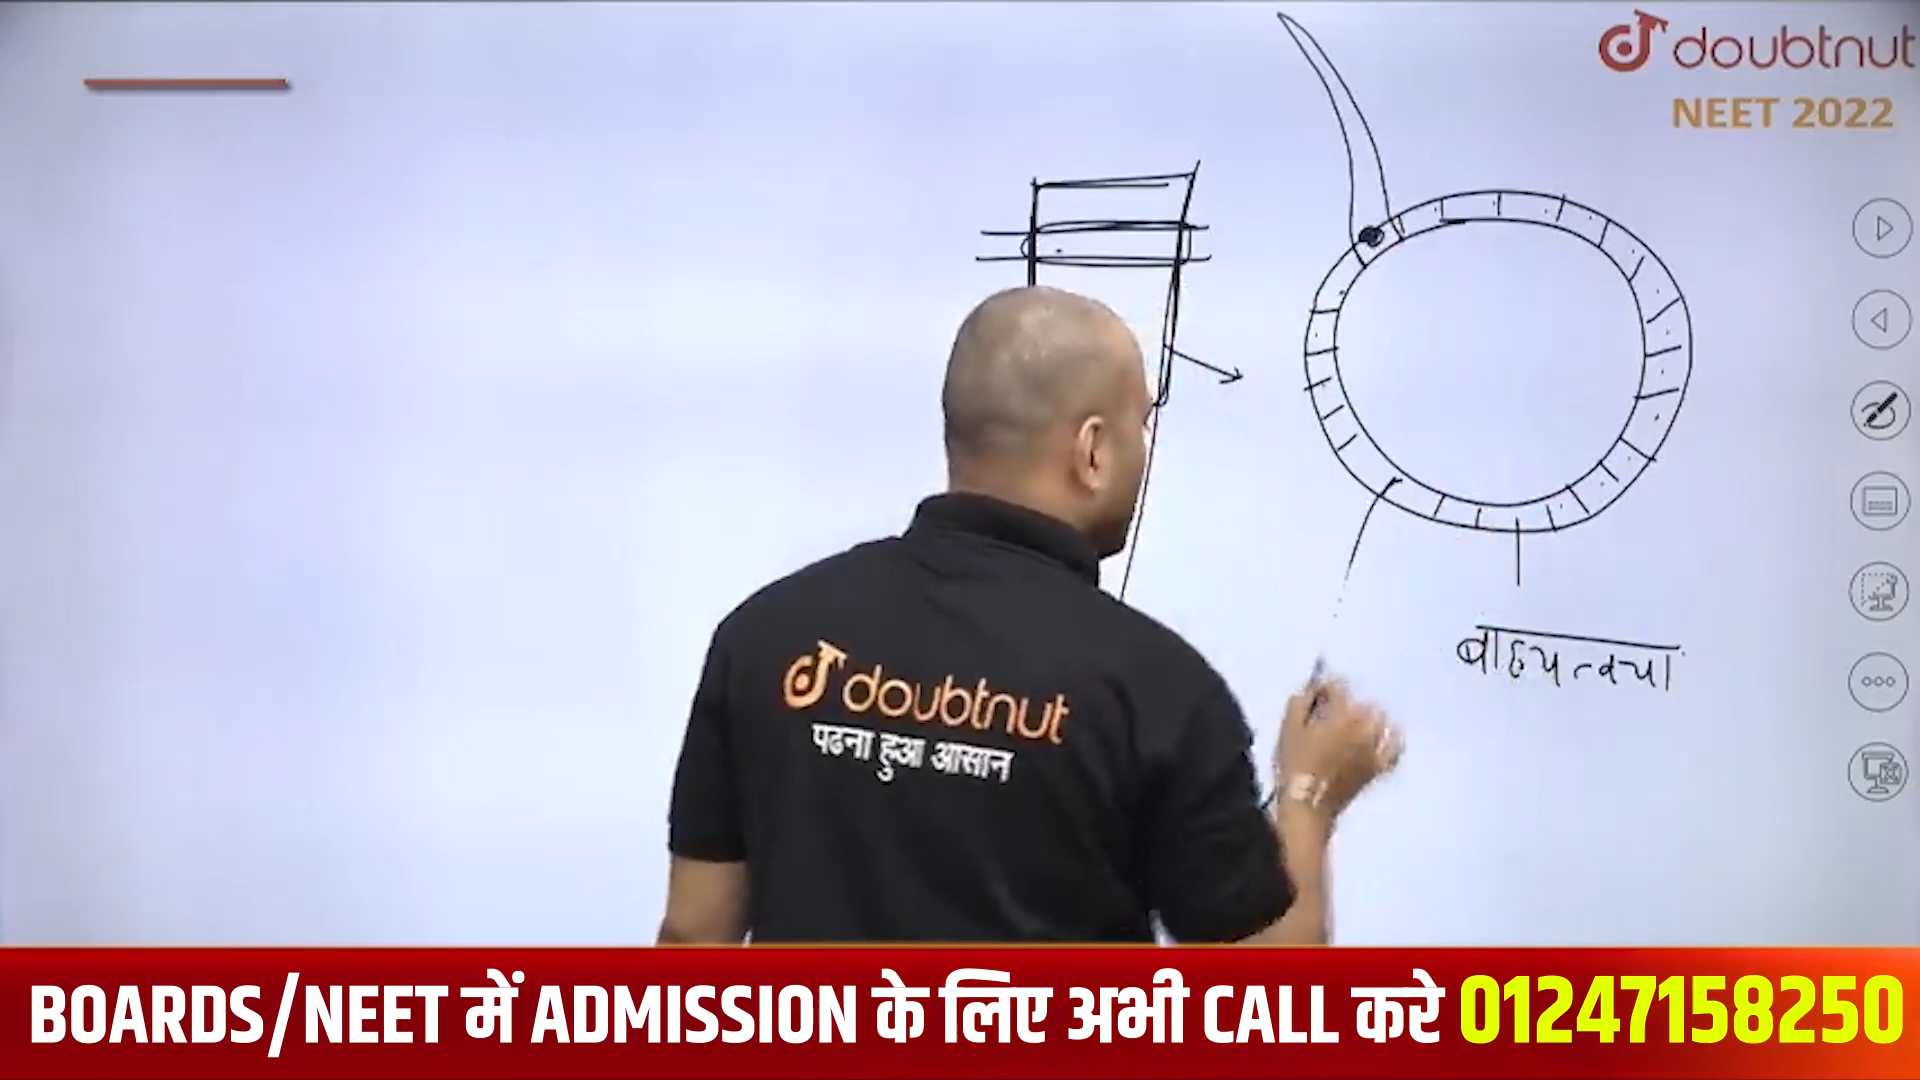 doubtnut
NEET 2022
बाह्यत्वचा
doubtnut
पढना हुआ आसान
BOARDS/NEET में ADMISSION के लिए अभी CALL करे 01247158250